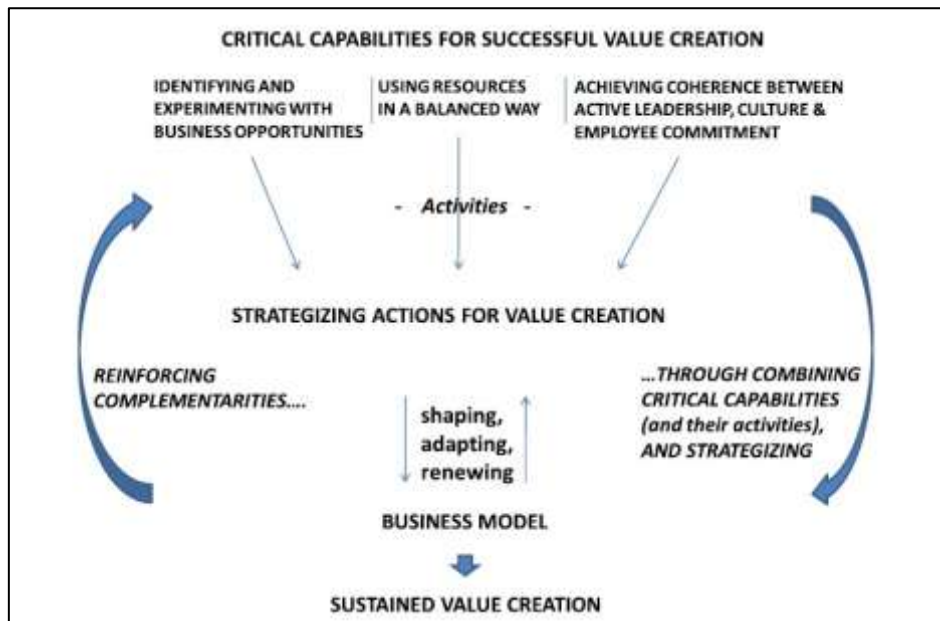 CRITICAL CAPABILITIES FOR SUCCESSFUL VALUE CREATION
IDENTIFYING AND
EXPERIMENTING WITH
BUSINESS OPPORTUNITIES
USING RESOURCES
IN A BALANCED WAY
ACHIEVING COHERENCE BETWEEN
ACTIVE LEADERSHIP, CULTURE &
EMPLOYEE COMMITMENT
- Activities -
STRATEGIZING ACTIONS FOR VALUE CREATION
REINFORCING
COMPLEMENTARITIES....
shaping,
adapting,
renewing
...THROUGH COMBINING
CRITICAL CAPABILITIES
(and their activities),
AND STRATEGIZING
BUSINESS MODEL
SUSTAINED VALUE CREATION